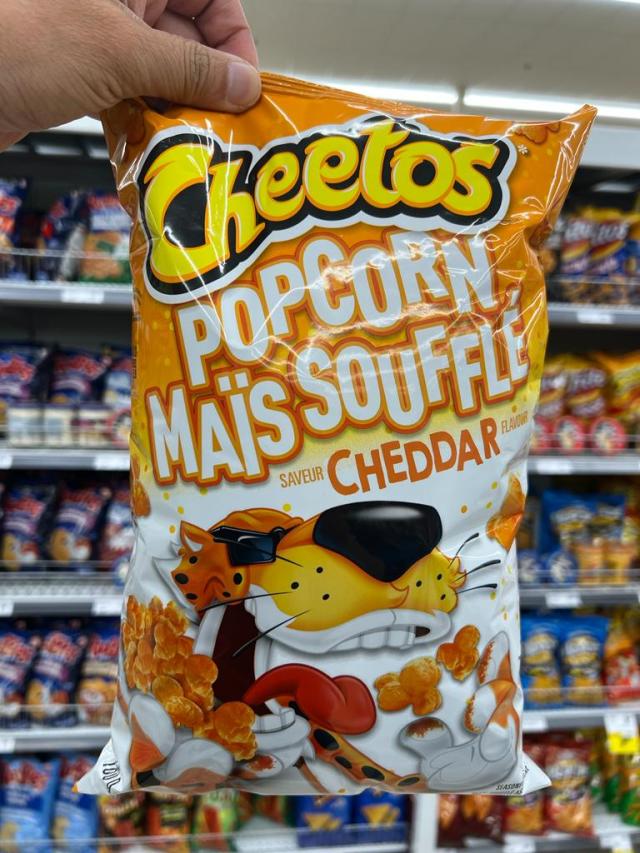 Cheetos
POPCORN
MAÏS SOUFFLÉ
SAVEUR CHEDDAR FLAVOUR